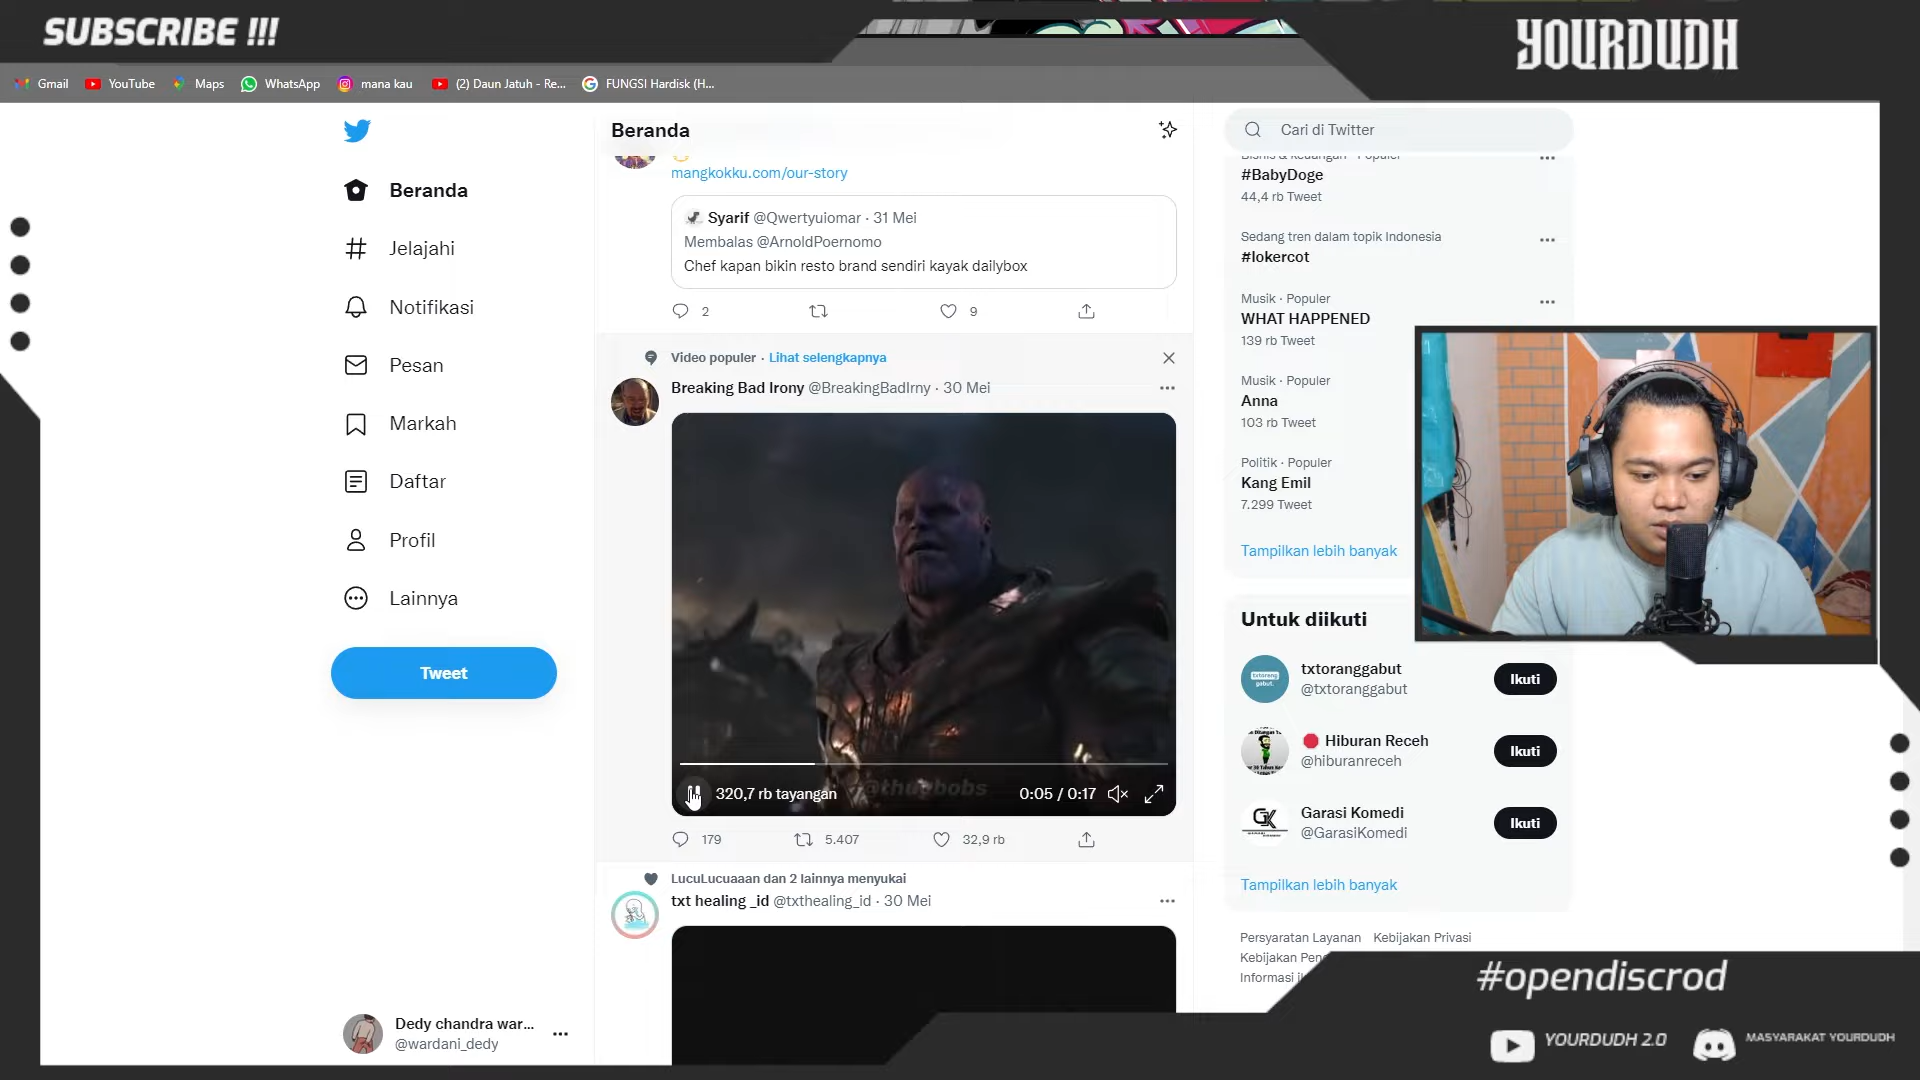 SUBSCRIBE !!!
YOURDUDH
Gmail
YouTube
Maps
WhatsApp
mana kau
(2) Daun Jatuh - Re...
FUNGSI Hardisk (H...
Beranda
Jelajahi
Notifikasi
Pesan
Markah
Daftar
Profil
Lainnya
Tweet
Dedy chandra war...
@wardani_dedy
Beranda
mangkokku.com/our-story
Syarif @Qwertyuiomar · 31 Mei
Membalas @ArnoldPoernomo
Chef kapan bikin resto brand sendiri kayak dailybox
2
9
Video populer · Lihat selengkapnya
Breaking Bad Irony @BreakingBadIrny · 30 Mei
@thugbobs
320,7 rb tayangan
0:05 / 0:17
179
5.407
32,9 rb
LucuLucuaaan dan 2 lainnya menyukai
txt healing _id @txthealing_id · 30 Mei
Cari di Twitter
Bisnis & keuangan · Populer
#BabyDoge
44,4 rb Tweet
Sedang tren dalam topik Indonesia
#lokercot
Musik · Populer
WHAT HAPPENED
139 rb Tweet
Musik · Populer
Anna
103 rb Tweet
Politik · Populer
Kang Emil
7.299 Tweet
Tampilkan lebih banyak
Untuk diikuti
txtoranggabut
@txtoranggabut
Ikuti
Hiburan Receh
@hiburanreceh
Ikuti
GK
Garasi Komedi
@GarasiKomedi
Ikuti
Tampilkan lebih banyak
Persyaratan Layanan Kebijakan Privasi
Kebijakan
Informasi
#opendiscrod
YOURDUDH 2.0
MASYARAKAT YOURDUDH